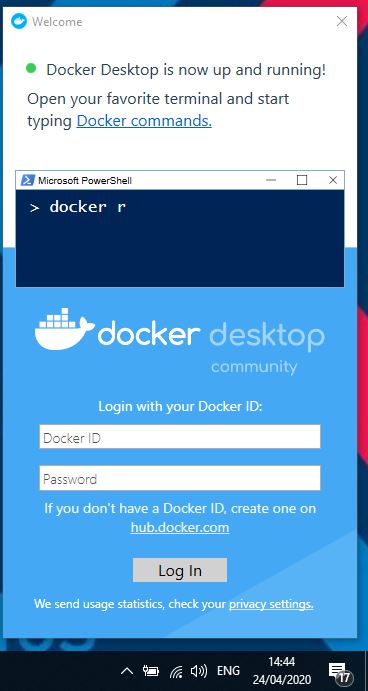 Welcome
Docker Desktop is now up and running!
Open your favorite terminal and start
typing Docker commands.
Microsoft PowerShell
> docker r
docker desktop
community
Login with your Docker ID:
Docker ID
Password
If you don't have a Docker ID, create one on
hub.docker.com
Log In
We send usage statistics, check your privacy settings.
ENG
14:44
24/04/2020
17